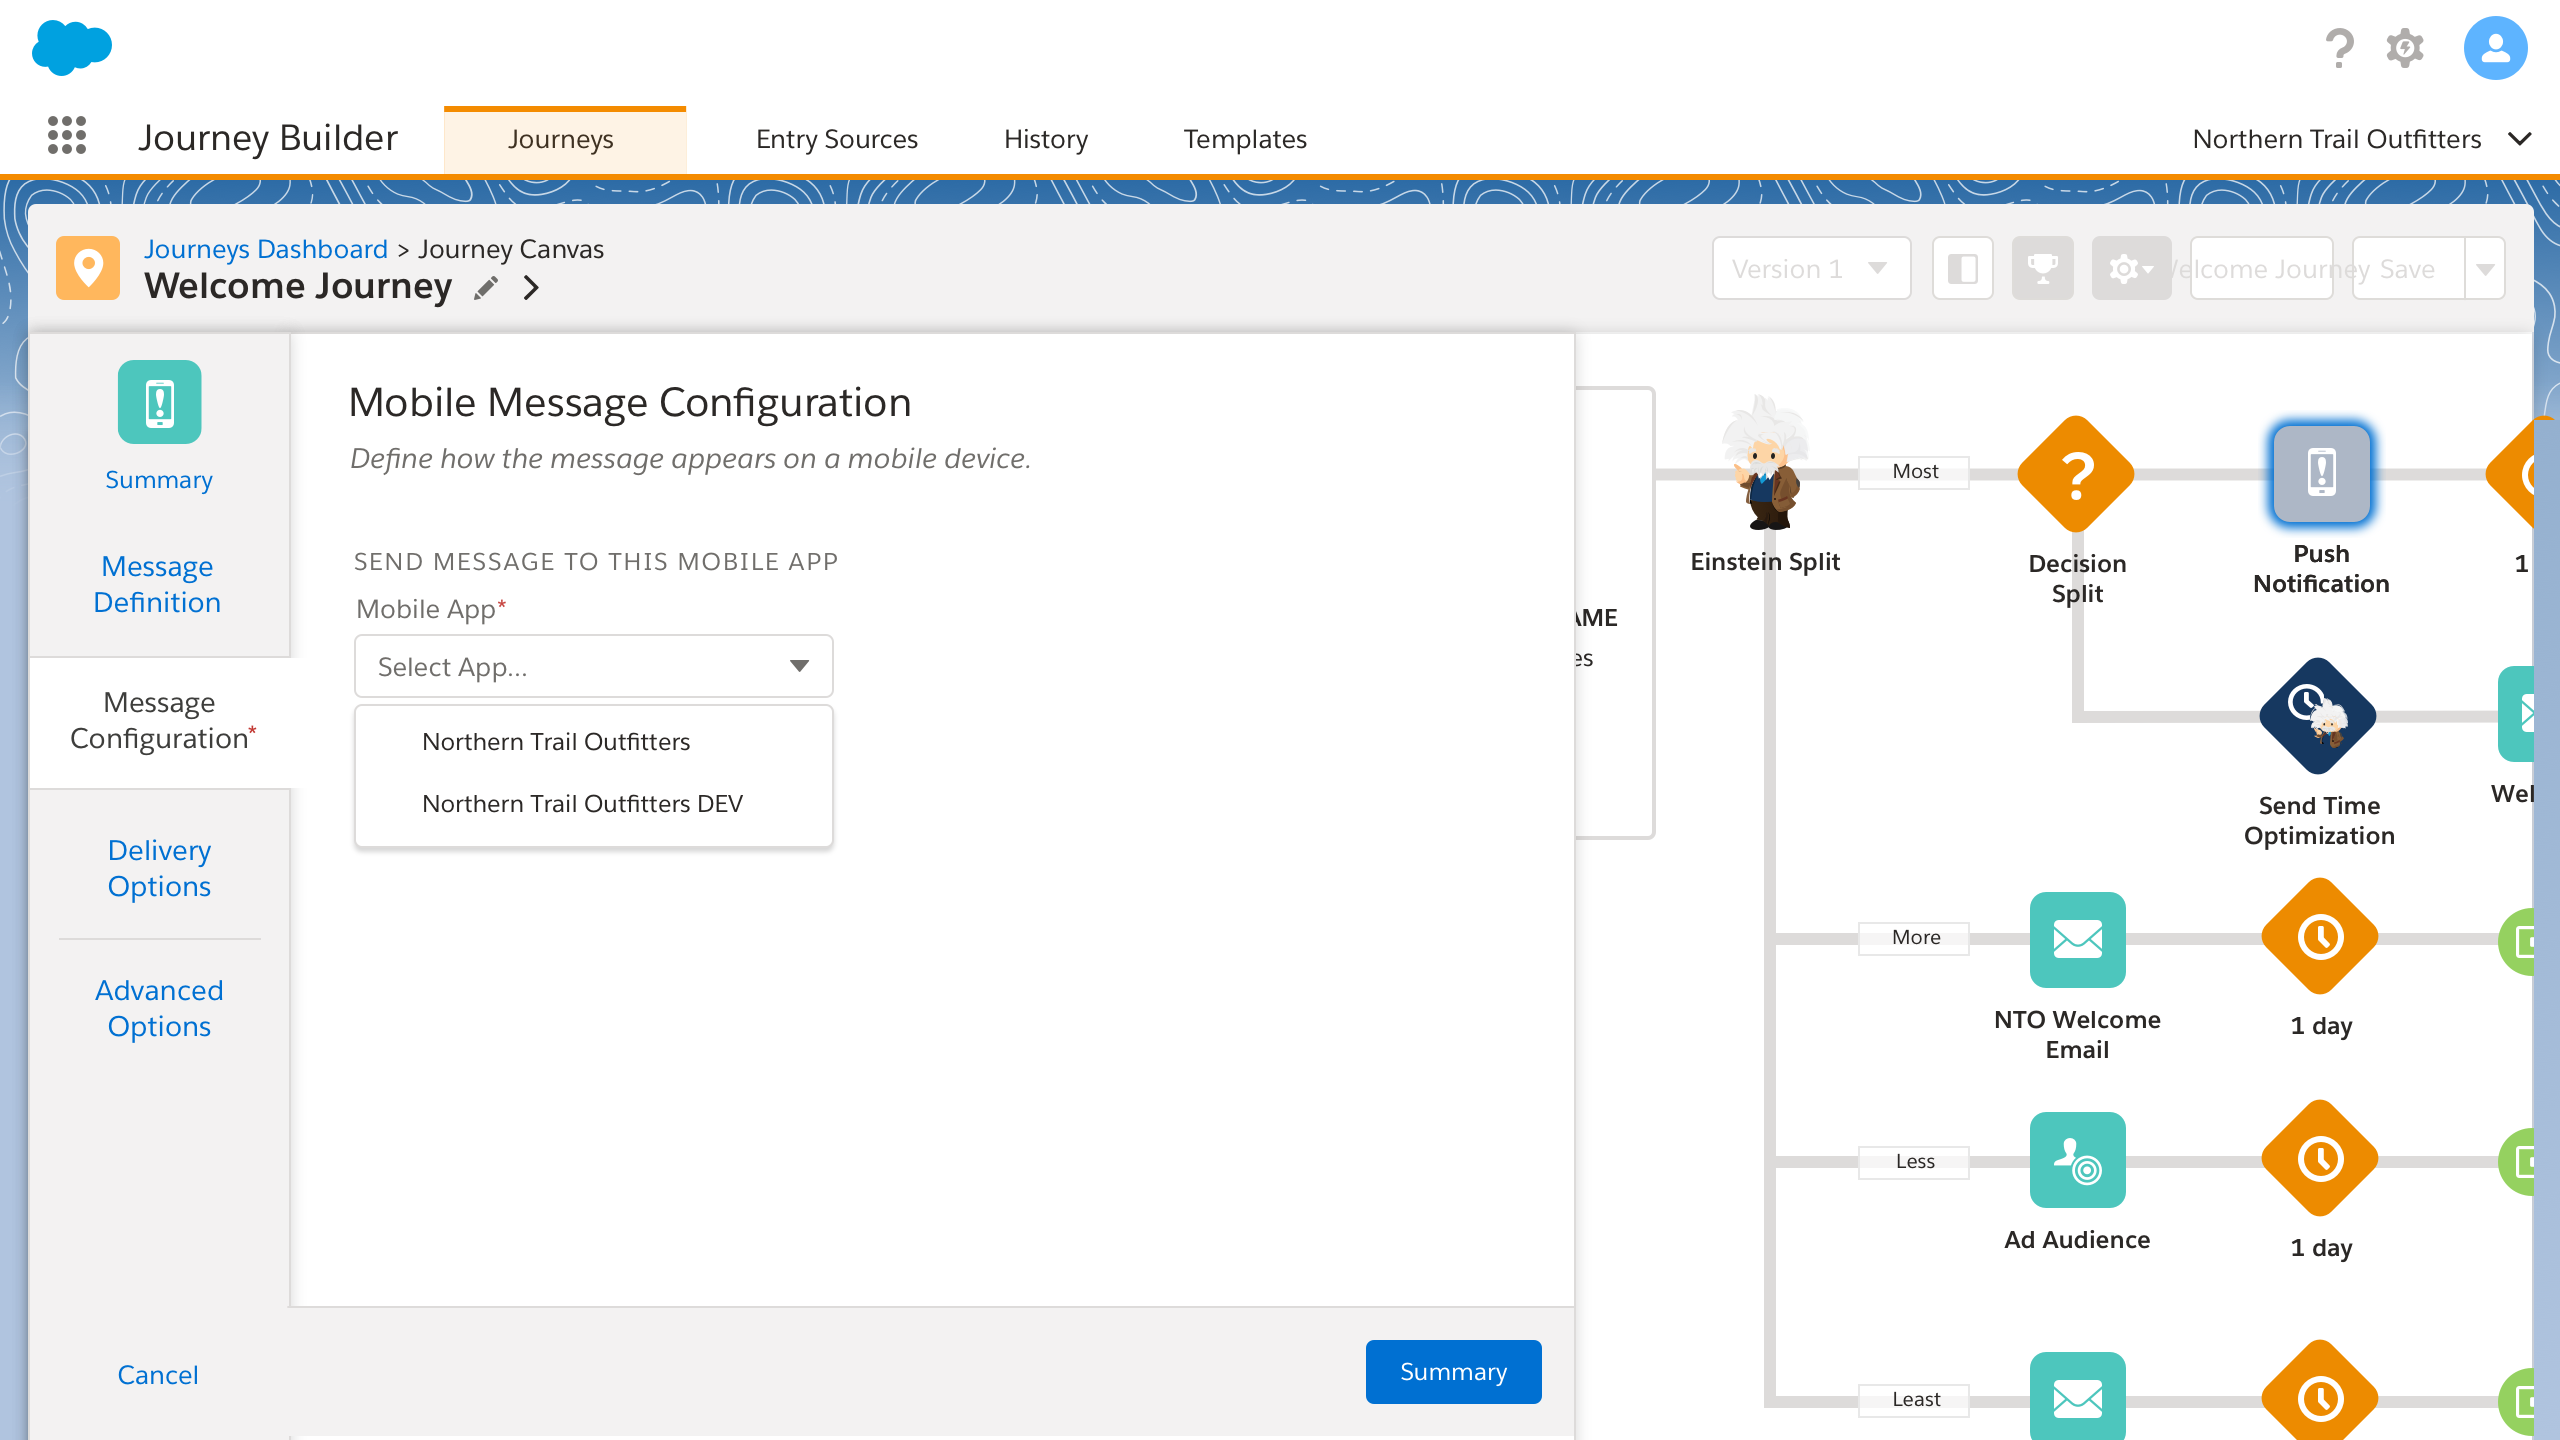 Journey Builder
Journeys
Entry Sources
History
Templates
Northern Trail Outfitters
Journeys Dashboard > Journey Canvas
Welcome Journey
Version 1
Welcome Journey
Save
Summary
Message
Definition
Message
Configuration*
Delivery
Options
Advanced
Options
Cancel
Mobile Message Configuration
Define how the message appears on a mobile device.
SEND MESSAGE TO THIS MOBILE APP
Mobile App*
Select App...
Northern Trail Outfitters
Northern Trail Outfitters DEV
Summary
AME
es
Einstein Split
Most
Decision
Split
Push
Notification
1
Send Time
Optimization
Wel
More
NTO Welcome
Email
1 day
Less
Ad Audience
1 day
Least